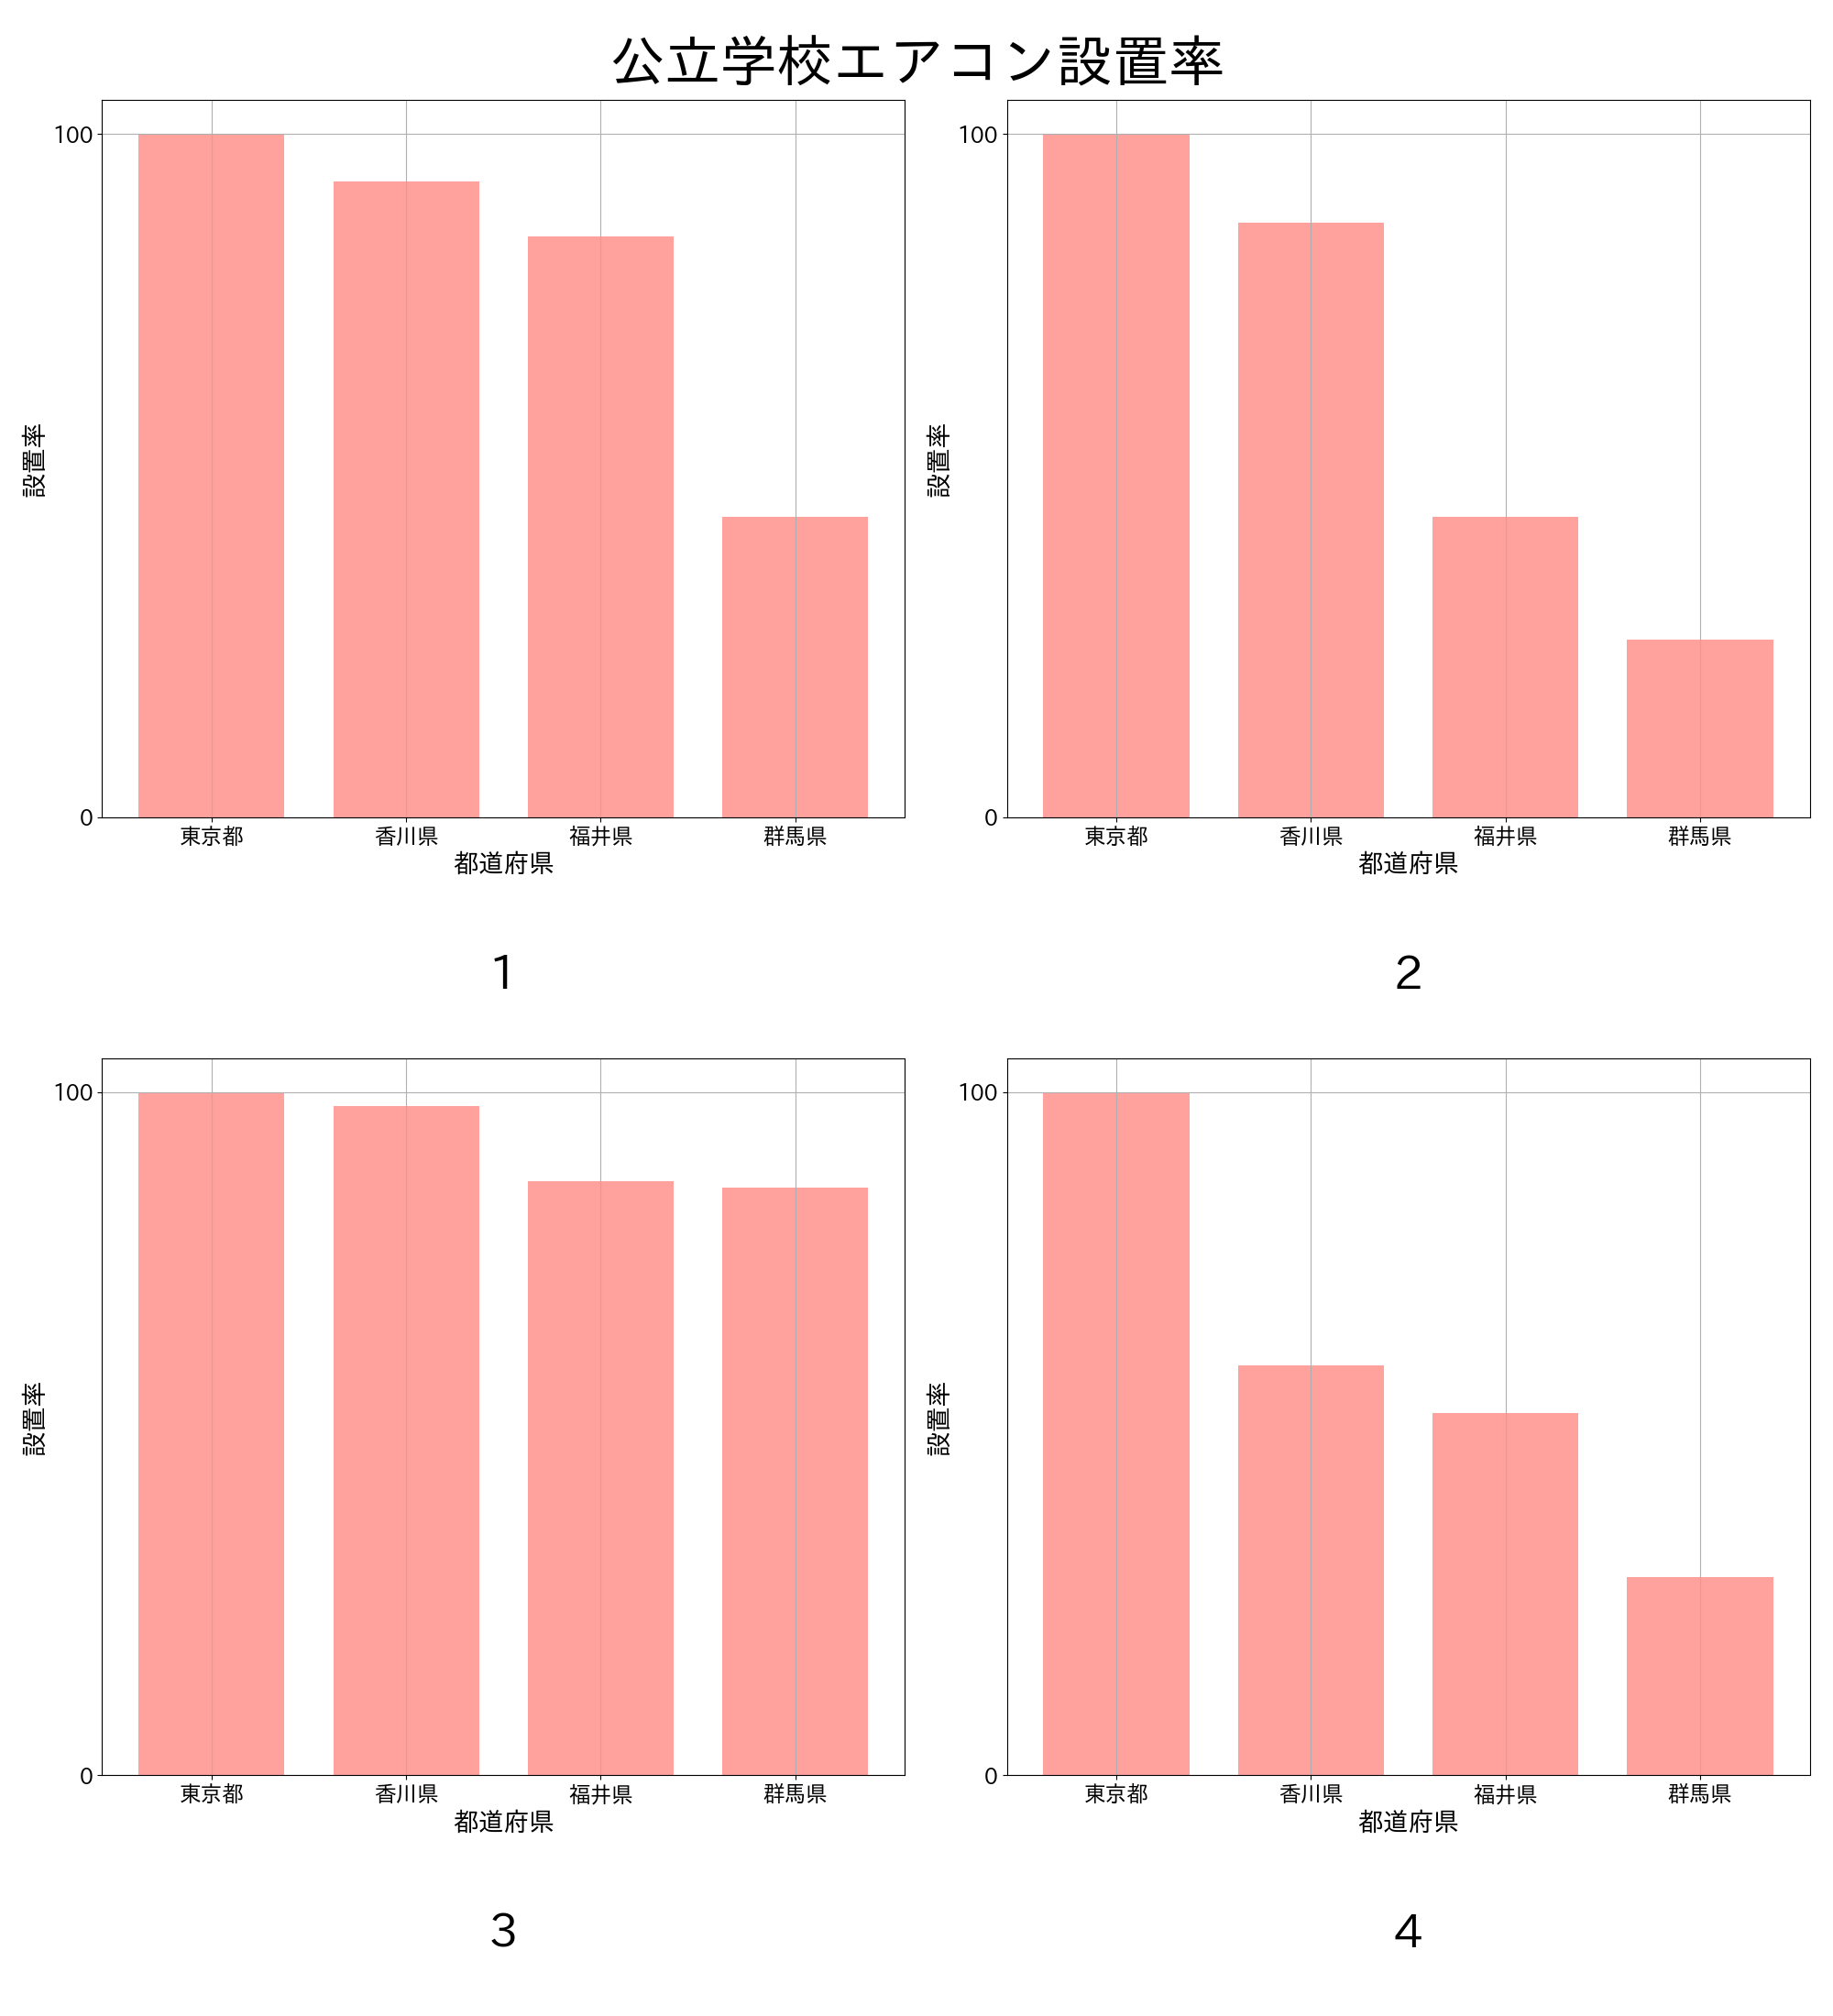 公立学校エアコン設置率
100
0
設置率
東京都 香川県 福井県 群馬県
都道府県
1
100
0
設置率
東京都 香川県 福井県 群馬県
都道府県
2
100
0
設置率
東京都 香川県 福井県 群馬県
都道府県
3
100
0
設置率
東京都 香川県 福井県 群馬県
都道府県
4